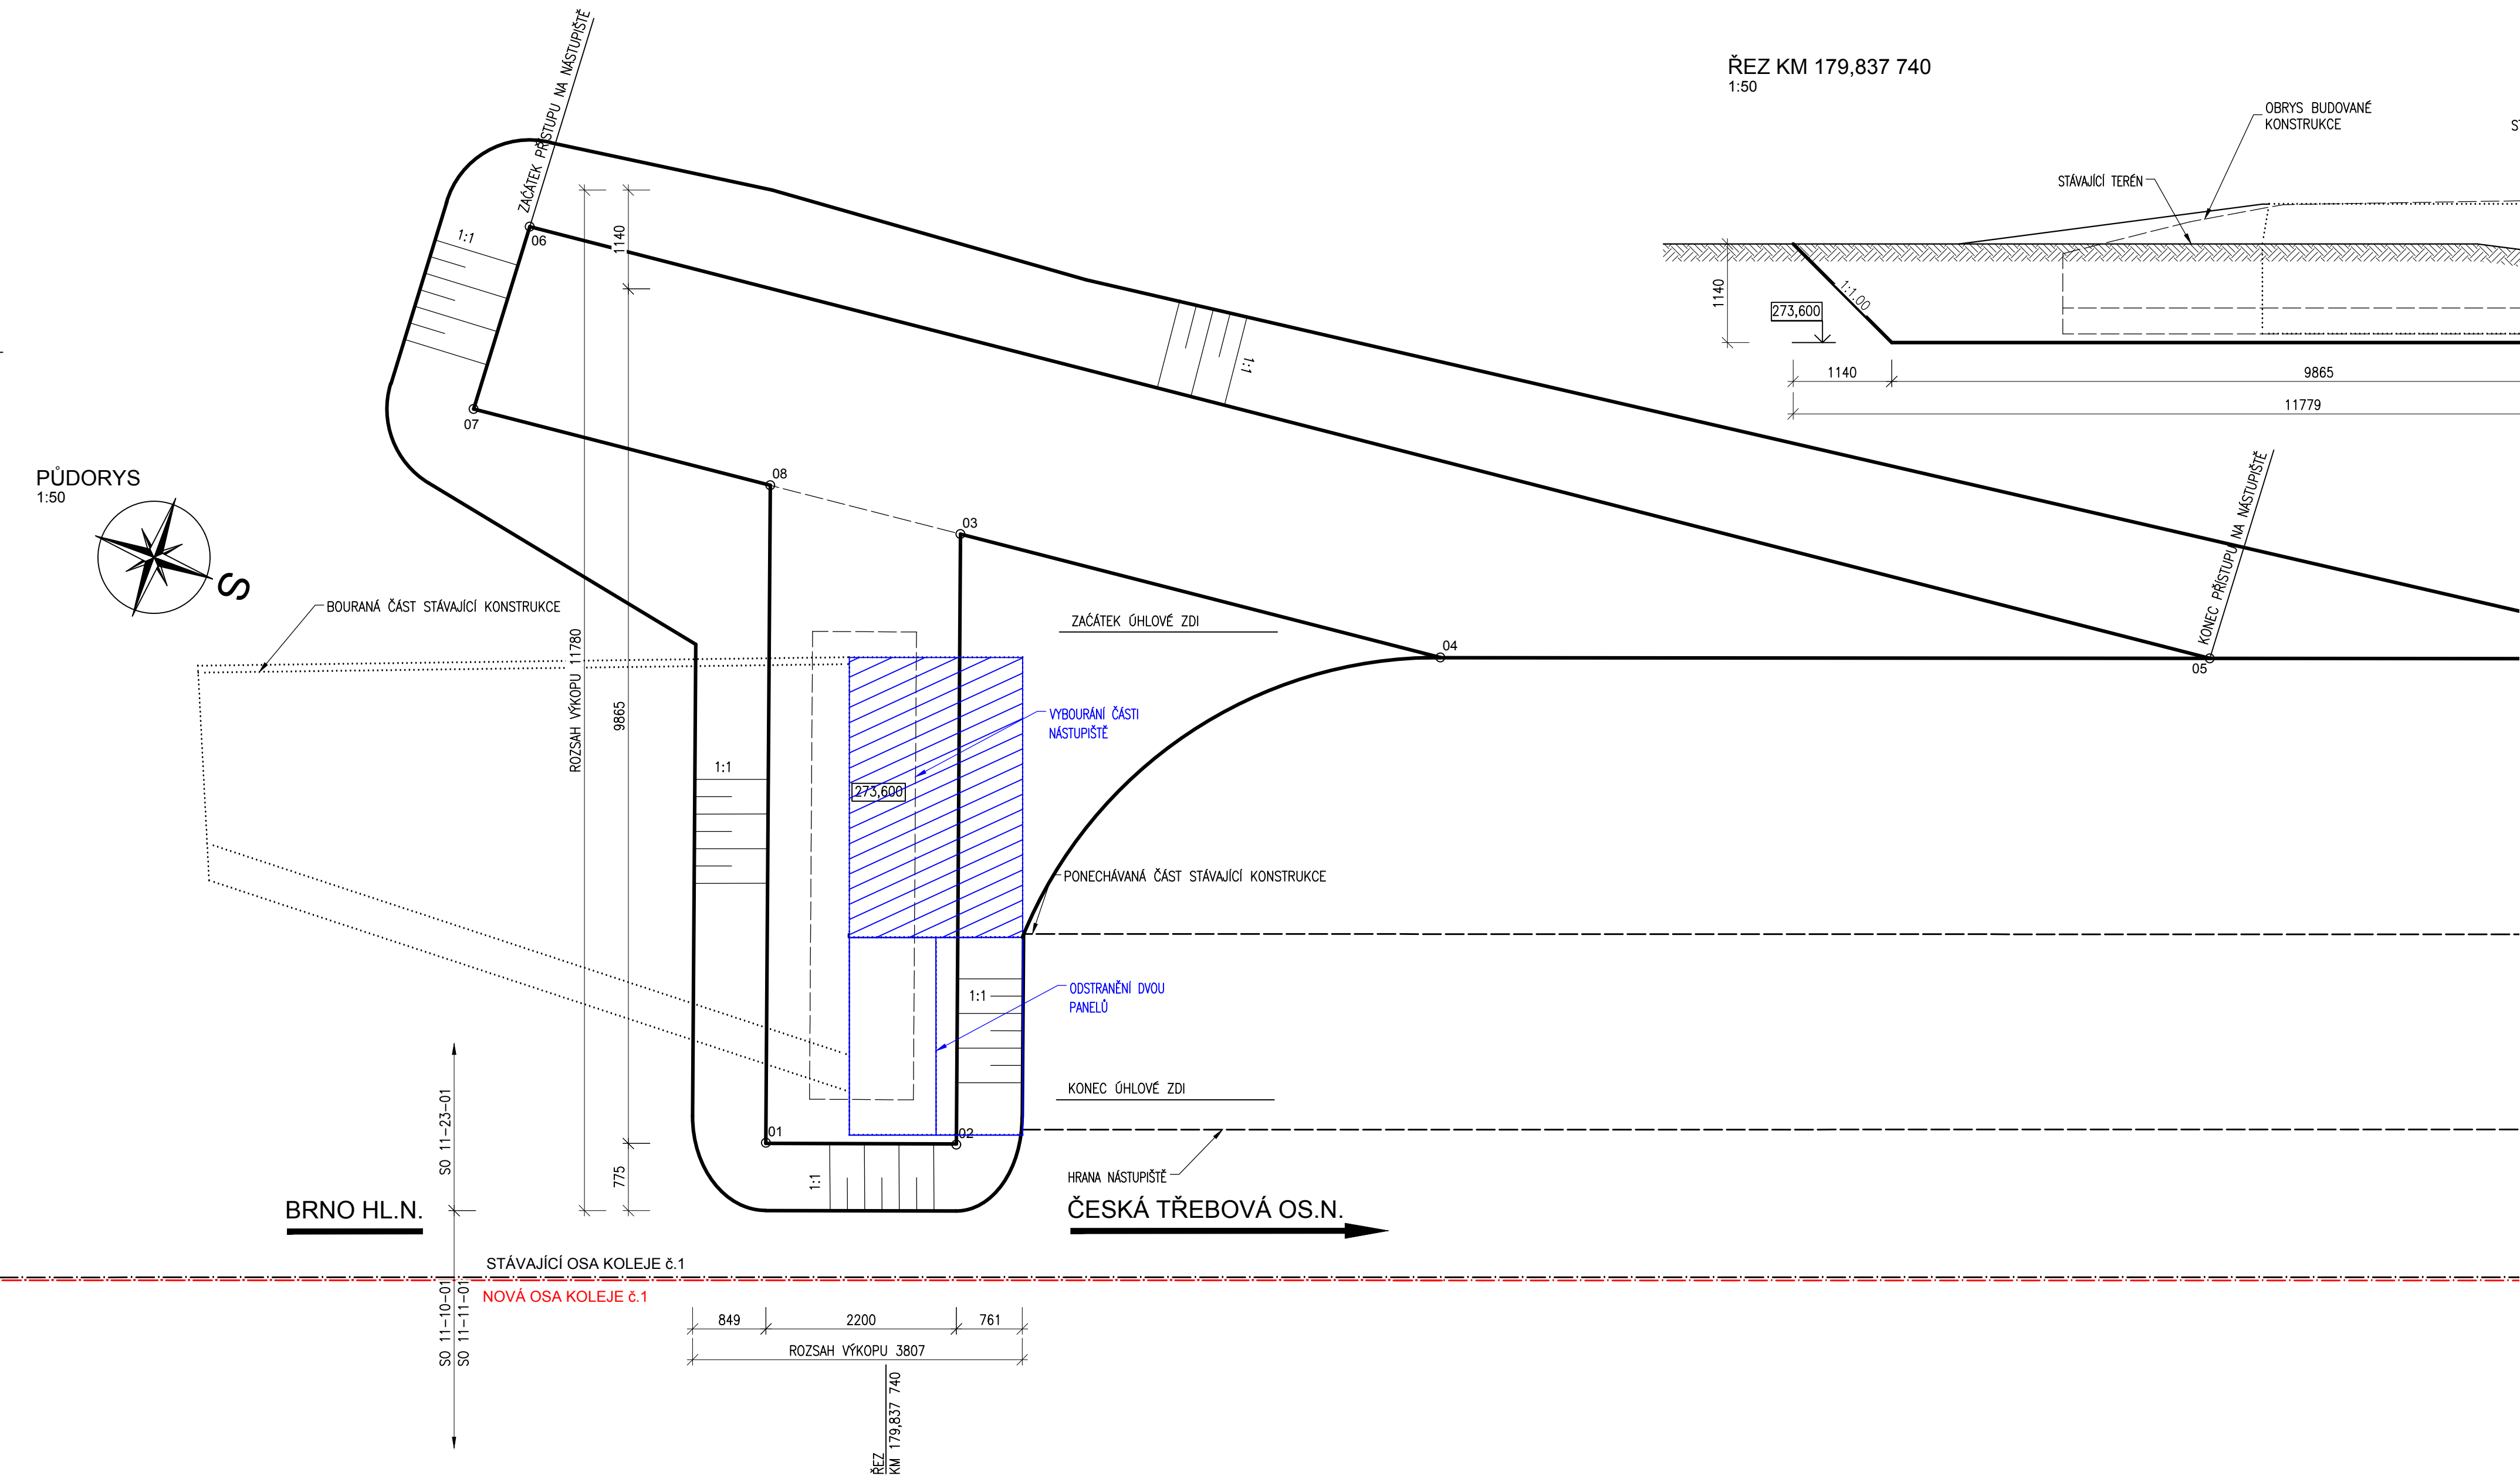 ZAČÁTEK PŘÍSTUPU NA NÁSTUPIŠTĚ
ŘEZ KM 179,837 740
1:50
OBRYS BUDOVANÉ
KONSTRUKCE
ST
STÁVAJÍCÍ TERÉN
1140
1:1.00
273,600
1140
9865
11779
06
1:1
1140
07
08
03
1:1
PŮDORYS
1:50
S
BOURANÁ ČÁST STÁVAJÍCÍ KONSTRUKCE
ROZSAH VÝKOPU 11780
9865
ZAČÁTEK ÚHLOVÉ ZDI
04
KONEC PŘÍSTUPU NA NÁSTUPIŠTĚ
05
VYBOURÁNÍ ČÁSTI
NÁSTUPIŠTĚ
1:1
273,600
PONECHÁVANÁ ČÁST STÁVAJÍCÍ KONSTRUKCE
ODSTRANĚNÍ DVOU
PANELŮ
1:1
KONEC ÚHLOVÉ ZDI
01
02
775
1:1
HRANA NÁSTUPIŠTĚ
SO 11-23-01
BRNO HL.N.
ČESKÁ TŘEBOVÁ OS.N.
STÁVAJÍCÍ OSA KOLEJE č.1
NOVÁ OSA KOLEJE č.1
SO 11-10-01
SO 11-11-01
849
2200
761
ROZSAH VÝKOPU 3807
ŘEZ
KM 179,837 740